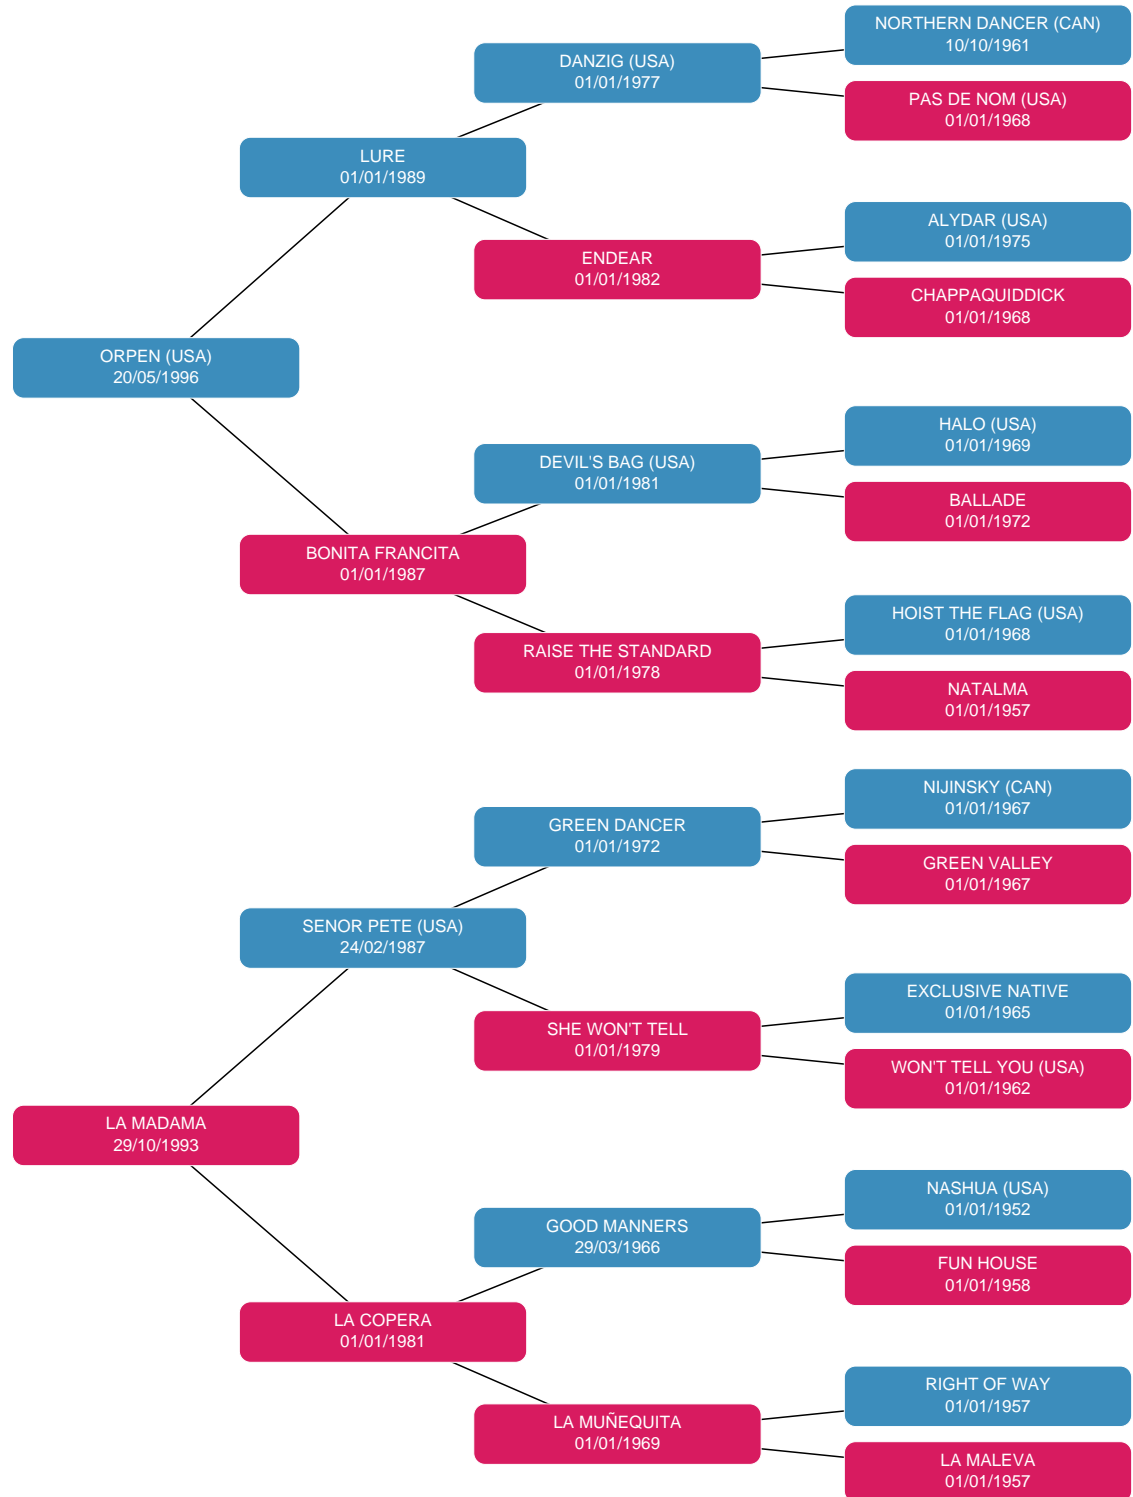 NORTHERN DANCER (CAN)
10/10/1961
DANZIG (USA)
01/01/1977
PAS DE NOM (USA)
01/01/1968
LURE
01/01/1989
ALYDAR (USA)
01/01/1975
ENDEAR
01/01/1982
CHAPPAQUIDDICK
01/01/1968
ORPEN (USA)
20/05/1996
HALO (USA)
01/01/1969
DEVIL'S BAG (USA)
01/01/1981
BALLADE
01/01/1972
BONITA FRANCITA
01/01/1987
HOIST THE FLAG (USA)
01/01/1968
RAISE THE STANDARD
01/01/1978
NATALMA
01/01/1957
NIJINSKY (CAN)
01/01/1967
GREEN DANCER
01/01/1972
GREEN VALLEY
01/01/1967
SENOR PETE (USA)
24/02/1987
EXCLUSIVE NATIVE
01/01/1965
SHE WON'T TELL
01/01/1979
WON'T TELL YOU (USA)
01/01/1962
LA MADAMA
29/10/1993
NASHUA (USA)
01/01/1952
GOOD MANNERS
29/03/1966
FUN HOUSE
01/01/1958
LA COPERA
01/01/1981
RIGHT OF WAY
01/01/1957
LA MUÑEQUITA
01/01/1969
LA MALEVA
01/01/1957